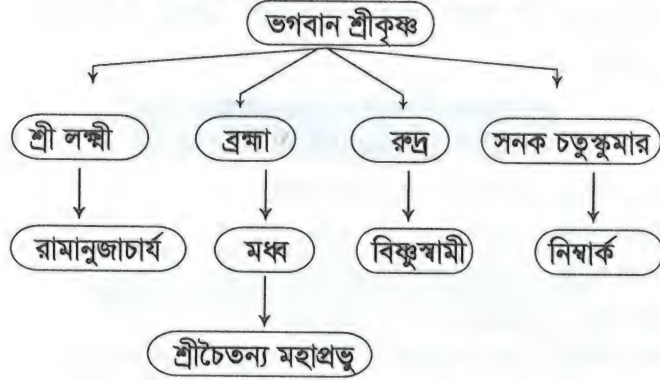 ভগবান শ্রীকৃষ্ণ
শ্রী লক্ষ্মী ব্রহ্মা রুদ্র সনক চতুস্কুমার
রামানুজাচার্য মধ্ব বিষ্ণুস্বামী নিম্বার্ক
শ্রীচৈতন্য মহাপ্রভু